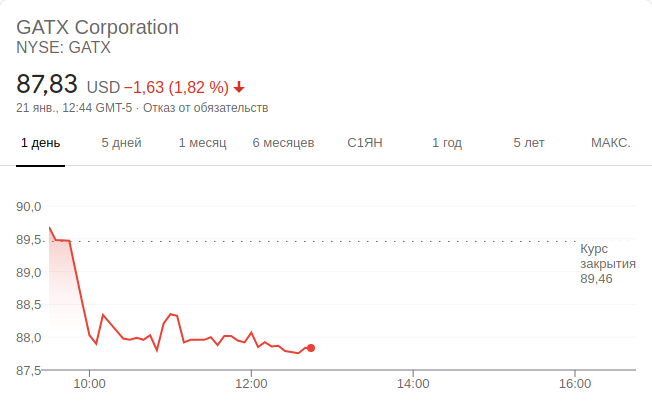 GATX Corporation
NYSE: GATX
87,83 USD −1,63 (1,82 %)
21 янв., 12:44 GMT-5 · Отказ от обязательств
1 день 5 дней 1 месяц 6 месяцев С1ЯН 1 год 5 лет МАКС.
90,0
89,5
Курс
закрытия
89,46
89,0
88,5
88,0
87,5
10:00 12:00 14:00 16:00